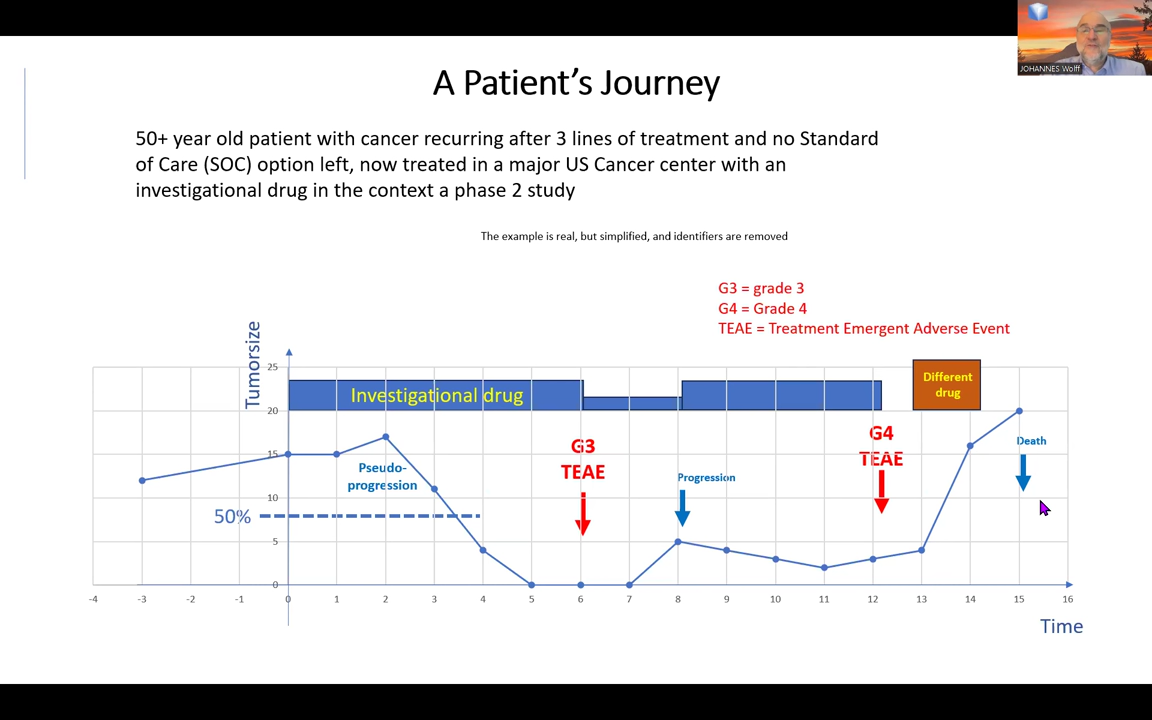 JOHANNES Wolff
A Patient's Journey
50+ year old patient with cancer recurring after 3 lines of treatment and no Standard
of Care (SOC) option left, now treated in a major US Cancer center with an
investigational drug in the context a phase 2 study
The example is real, but simplified, and identifiers are removed
G3 = grade 3
G4 = Grade 4
TEAE = Treatment Emergent Adverse Event
Tumorsize
25
20
15
10
5
0
50%
Investigational drug
Different
drug
Pseudo-
progression
G3
TEAE
Progression
G4
TEAE
Death
-4 -3 -2 -1 0 1 2 3 4 5 6 7 8 9 10 11 12 13 14 15 16
Time